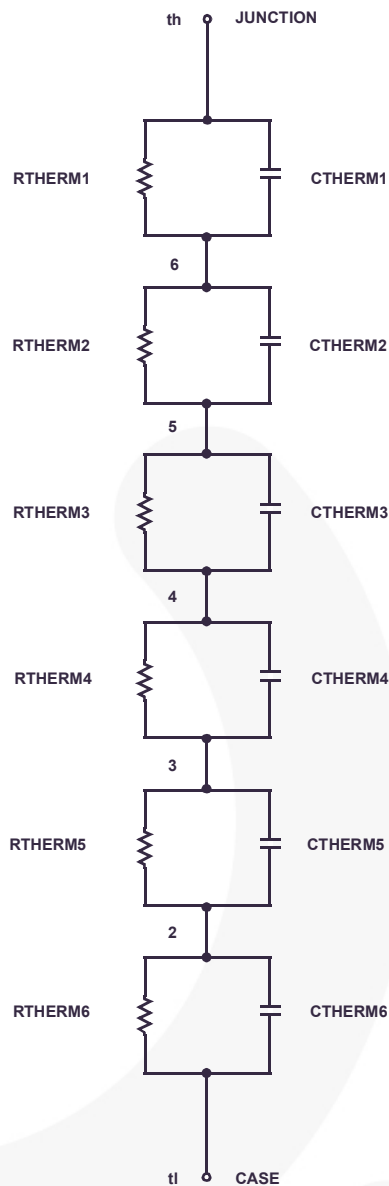 th JUNCTION
RTHERM1 CTHERM1
6
RTHERM2 CTHERM2
5
RTHERM3 CTHERM3
4
RTHERM4 CTHERM4
3
RTHERM5 CTHERM5
2
RTHERM6 CTHERM6
tl CASE